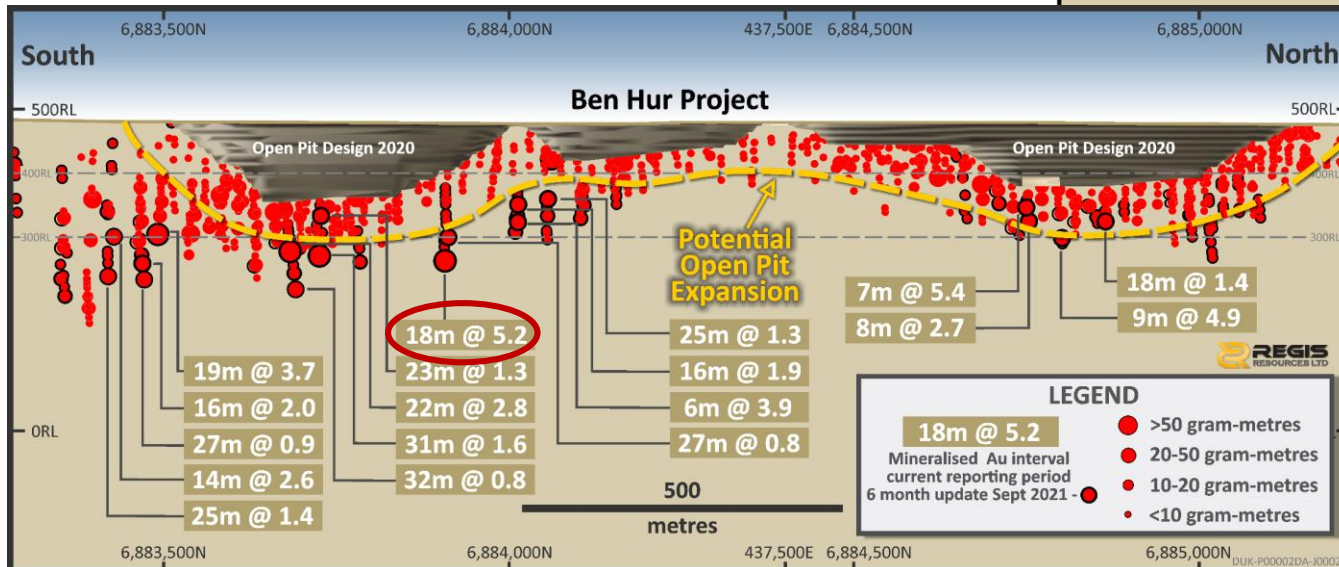 6,883,500N
6,884,000N
437,500E
6,884,500N
6,885,000N
South
North
Ben Hur Project
500RL
500RL
Open Pit Design 2020
Open Pit Design 2020
400RL
400RL
300RL
300RL
Potential
Open Pit
Expansion
18m @ 5.2
23m @ 1.3
22m @ 2.8
31m @ 1.6
32m @ 0.8
19m @ 3.7
16m @ 2.0
27m @ 0.9
14m @ 2.6
25m @ 1.4
25m @ 1.3
16m @ 1.9
6m @ 3.9
27m @ 0.8
7m @ 5.4
8m @ 2.7
18m @ 1.4
9m @ 4.9
REGIS
RESOURCES LTD
0RL
500
metres
LEGEND
18m @ 5.2
Mineralised Au interval
current reporting period
6 month update Sept 2021 -
>50 gram-metres
20-50 gram-metres
10-20 gram-metres
<10 gram-metres
6,883,500N
6,884,000N
437,500E
6,884,500N
6,885,000N
DUK-P00002DA-J0002